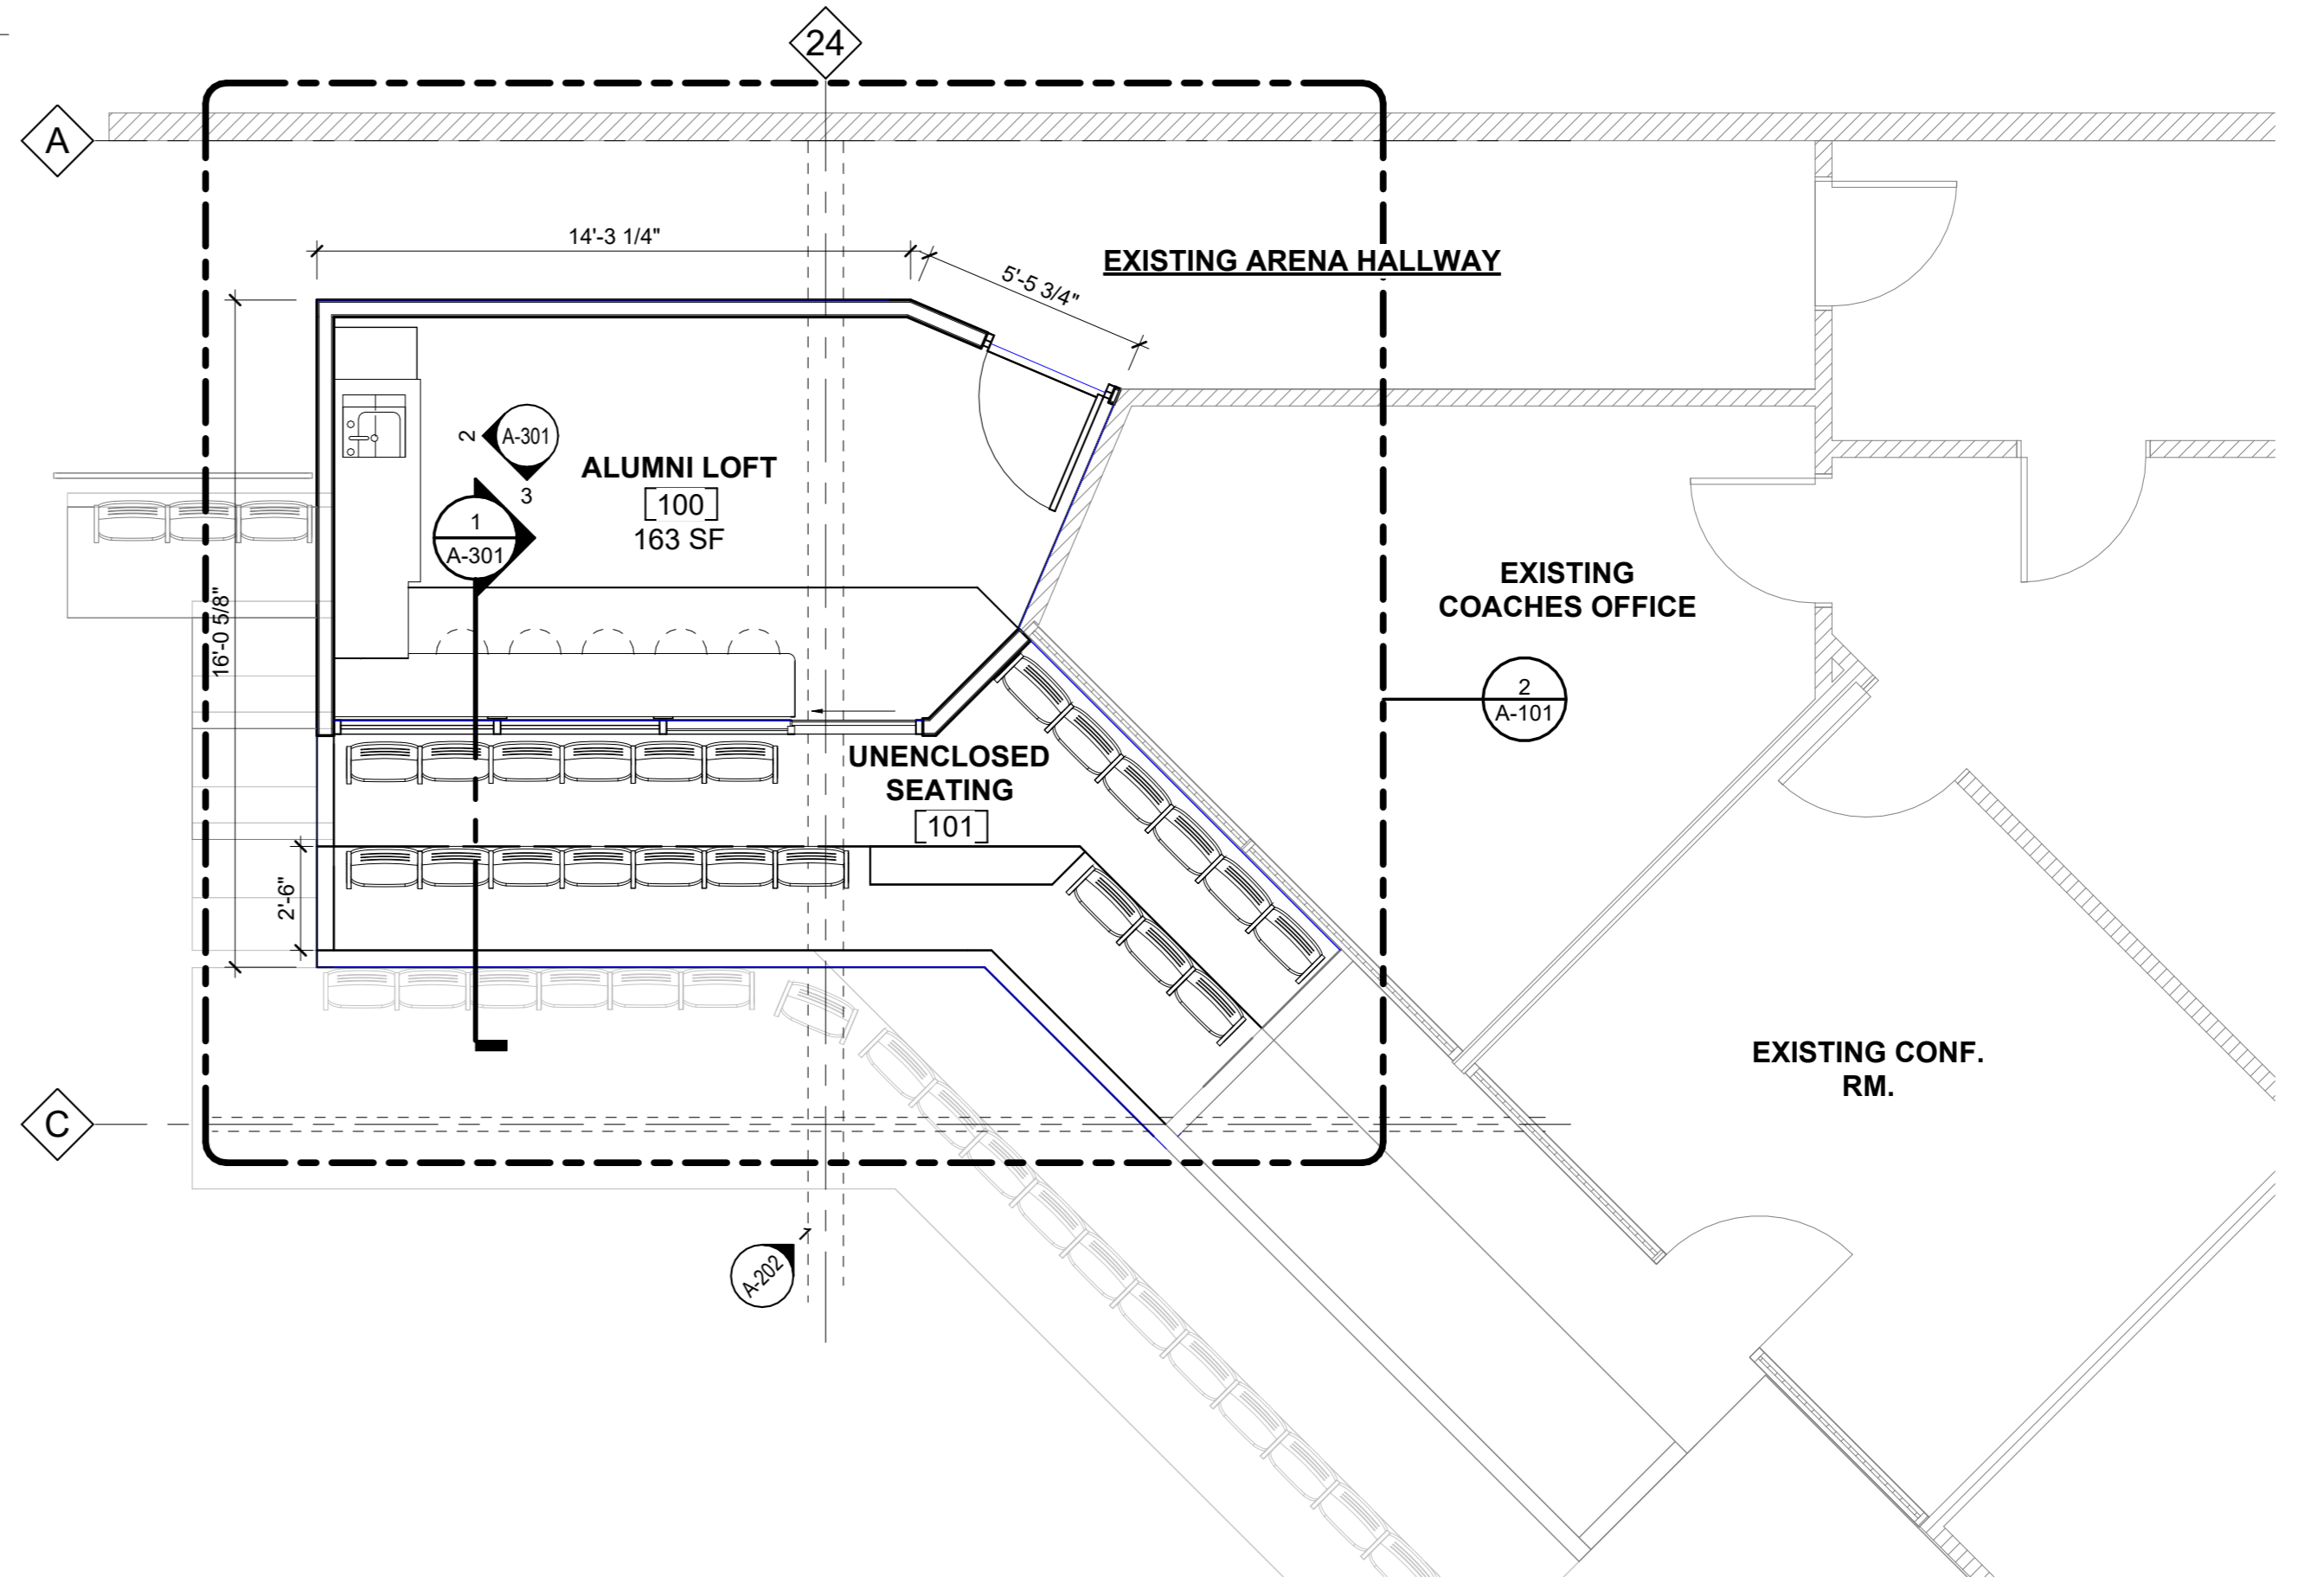 24
A
14'-3 1/4"
5'-5 3/4"
EXISTING ARENA HALLWAY
2
A-301
3
ALUMNI LOFT
100
163 SF
1
A-301
16'-0 5/8"
EXISTING
COACHES OFFICE
2
A-101
UNENCLOSED
SEATING
101
2'-6"
EXISTING CONF.
RM.
C
1
A-202